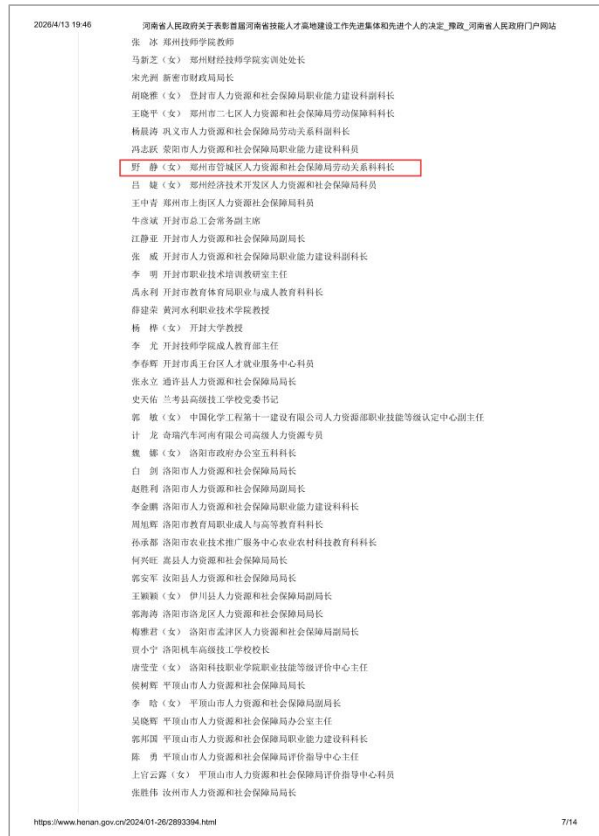 2026/4/13 19:46 河南省人民政府关于表彰首届河南省技能人才高地建设工作先进集体和先进个人的决定_豫政_河南省人民政府门户网站
张　冰 郑州技师学院教师
马新芝（女） 郑州财经技师学院实训处处长
宋光洲 新密市财政局局长
胡晓雅（女） 登封市人力资源和社会保障局职业能力建设科副科长
王晓平（女） 郑州市二七区人力资源和社会保障局劳动保障科科长
杨晨涛 巩义市人力资源和社会保障局劳动关系科副科长
冯志跃 荥阳市人力资源和社会保障局职业能力建设科科员
野　静（女） 郑州市管城区人力资源和社会保障局劳动关系科科长
吕　婕（女） 郑州经济技术开发区人力资源和社会保障局科员
王中青 郑州市上街区人力资源社会保障局科员
牛彦斌 开封市总工会常务副主席
江静亚 开封市人力资源和社会保障局副局长
张　威 开封市人力资源和社会保障局职业能力建设科副科长
李　明 开封市职业技术培训教研室主任
禹永利 开封市教育体育局职业与成人教育科科长
薛建荣 黄河水利职业技术学院教授
杨　桦（女） 开封大学教授
李　尤 开封技师学院成人教育部主任
李春辉 开封市禹王台区人才就业服务中心科员
张永立 通许县人力资源和社会保障局局长
史天佑 兰考县高级技工学校党委书记
郭　敏（女） 中国化学工程第十一建设有限公司人力资源部职业技能等级认定中心副主任
计　龙 奇瑞汽车河南有限公司高级人力资源专员
魏　娜（女） 洛阳市政府办公室五科科长
白　剑 洛阳市人力资源和社会保障局局长
赵胜利 洛阳市人力资源和社会保障局副局长
李金鹏 洛阳市人力资源和社会保障局职业能力建设科科长
周旭辉 洛阳市教育局职业成人与高等教育科科长
孙承都 洛阳市农业技术推广服务中心农业农村科技教育科科长
何兴旺 嵩县人力资源和社会保障局局长
郭安军 汝阳县人力资源和社会保障局局长
王颖颖（女） 伊川县人力资源和社会保障局副局长
郭海涛 洛阳市洛龙区人力资源和社会保障局局长
梅雅君（女） 洛阳市孟津区人力资源和社会保障局副局长
贾小宁 洛阳机车高级技工学校校长
唐莹莹（女） 洛阳科技职业学院职业技能等级评价中心主任
侯树辉 平顶山市人力资源和社会保障局局长
李　晗（女） 平顶山市人力资源和社会保障局副局长
吴晓辉 平顶山市人力资源和社会保障局办公室主任
郭邦国 平顶山市人力资源和社会保障局职业能力建设科科长
陈　勇 平顶山市人力资源和社会保障局评价指导中心主任
上官云露（女） 平顶山市人力资源和社会保障局评价指导中心科员
张胜伟 汝州市人力资源和社会保障局局长
https://www.henan.gov.cn/2024/01-26/2893394.html 7/14